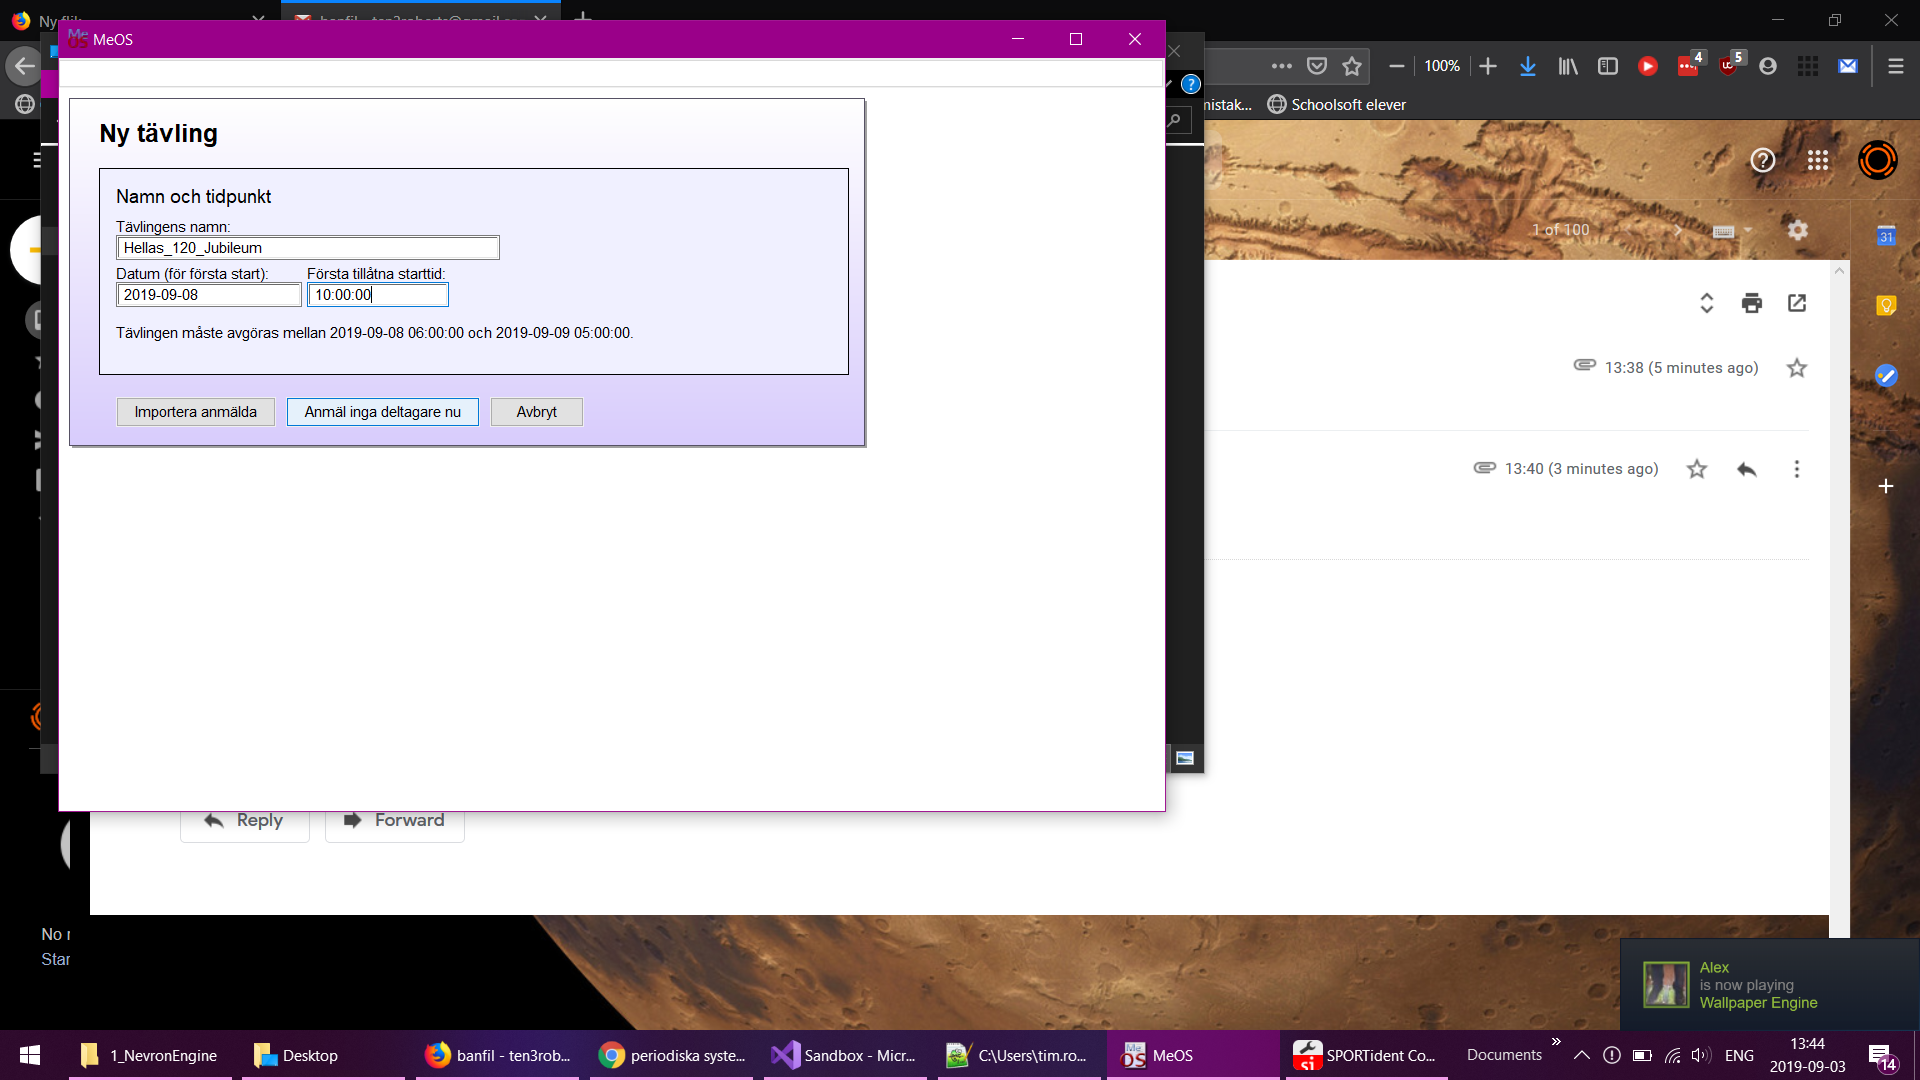 MeOS
Ny tävling
Namn och tidpunkt
Tävlingens namn:
Hellas_120_Jubileum
Datum (för första start): Första tillåtna starttid:
2019-09-08 10:00:00
Tävlingen måste avgöras mellan 2019-09-08 06:00:00 och 2019-09-09 05:00:00.
Importera anmälda Anmäl inga deltagare nu Avbryt
100% 4 5
nistak... Schoolsoft elever
1 of 100
31
13:38 (5 minutes ago)
13:40 (3 minutes ago)
Reply Forward
No
Star
Alex
is now playing
Wallpaper Engine
1_NevronEngine Desktop banfil - ten3rob... periodiska syste... Sandbox - Micr... C:\Users\tim.ro... MeOS SPORTident Co... Documents ENG 13:44
2019-09-03 14